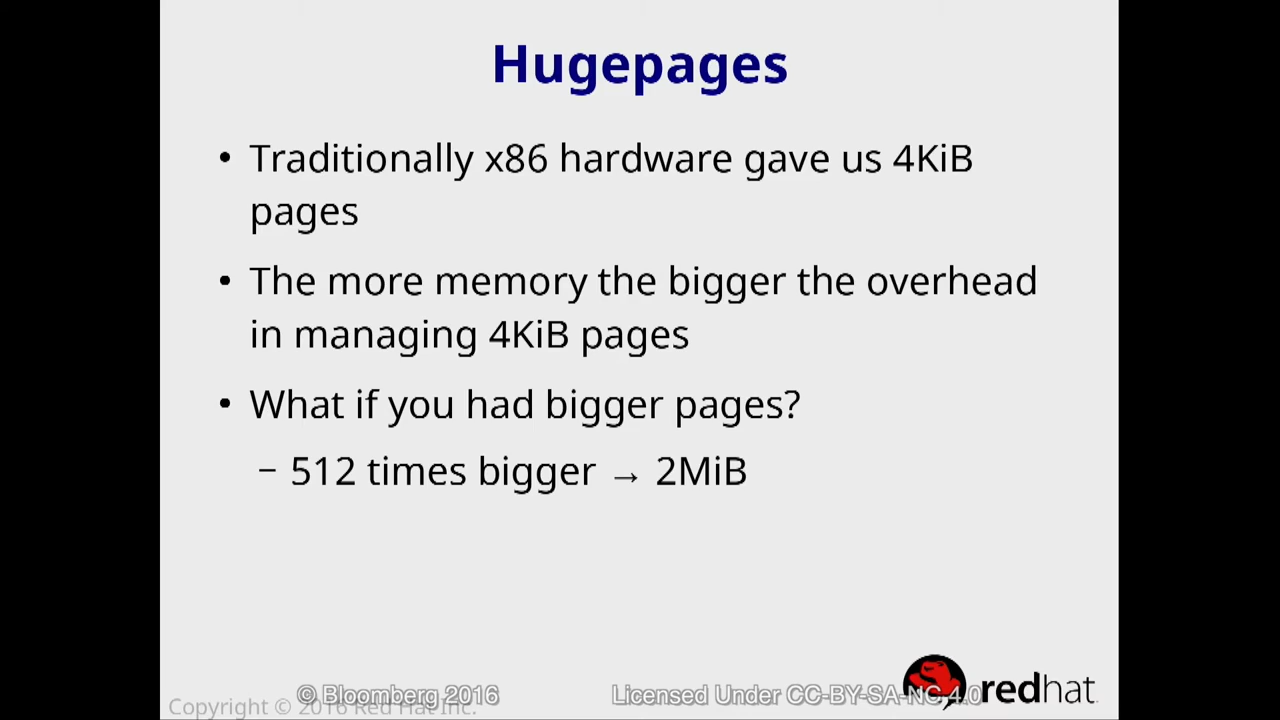 Hugepages
• Traditionally x86 hardware gave us 4KiB
pages
• The more memory the bigger the overhead
in managing 4KiB pages
• What if you had bigger pages?
– 512 times bigger → 2MiB
© Bloomberg 2016
Licensed Under CC-BY-SA-NC 4.0
redhat.
Copyright © 2016 Red Hat Inc.